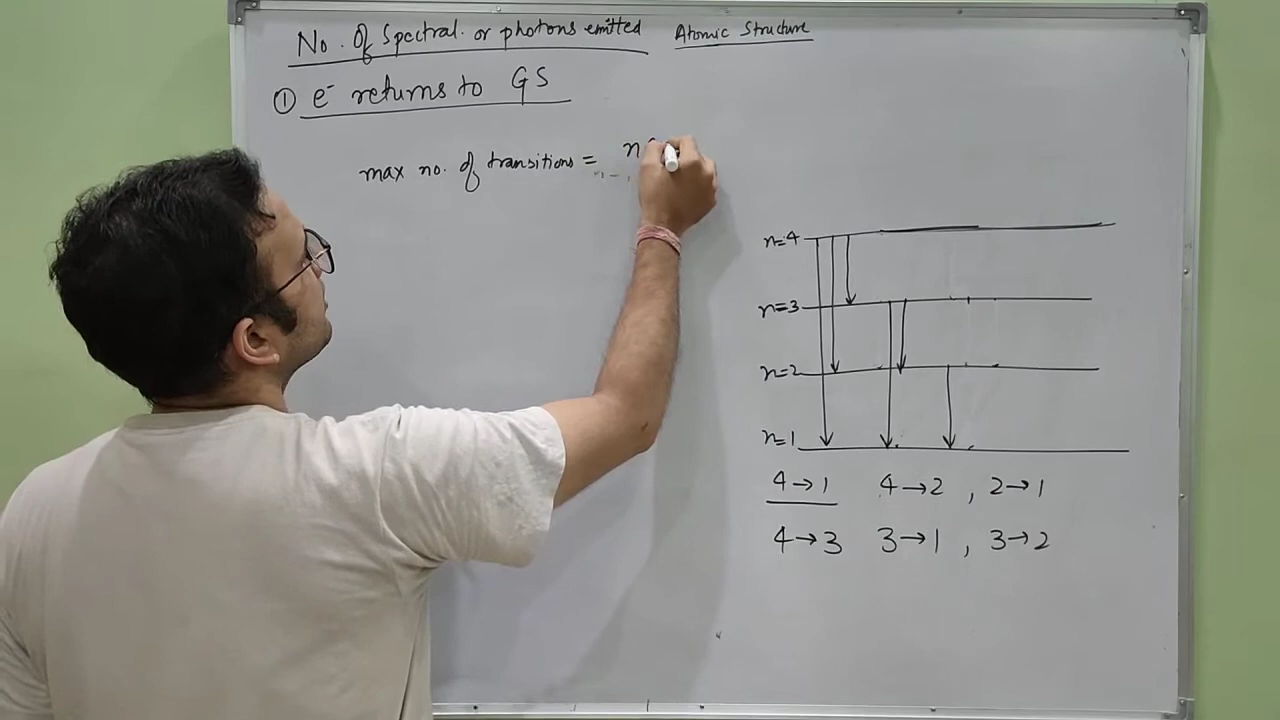 No. Of Spectral. or photons emitted Atomic Structure
① e⁻ returns to GS
max no. of transitions = n
n=4
n=3
n=2
n=1
4→1 4→2 , 2→1
4→3 3→1 , 3→2